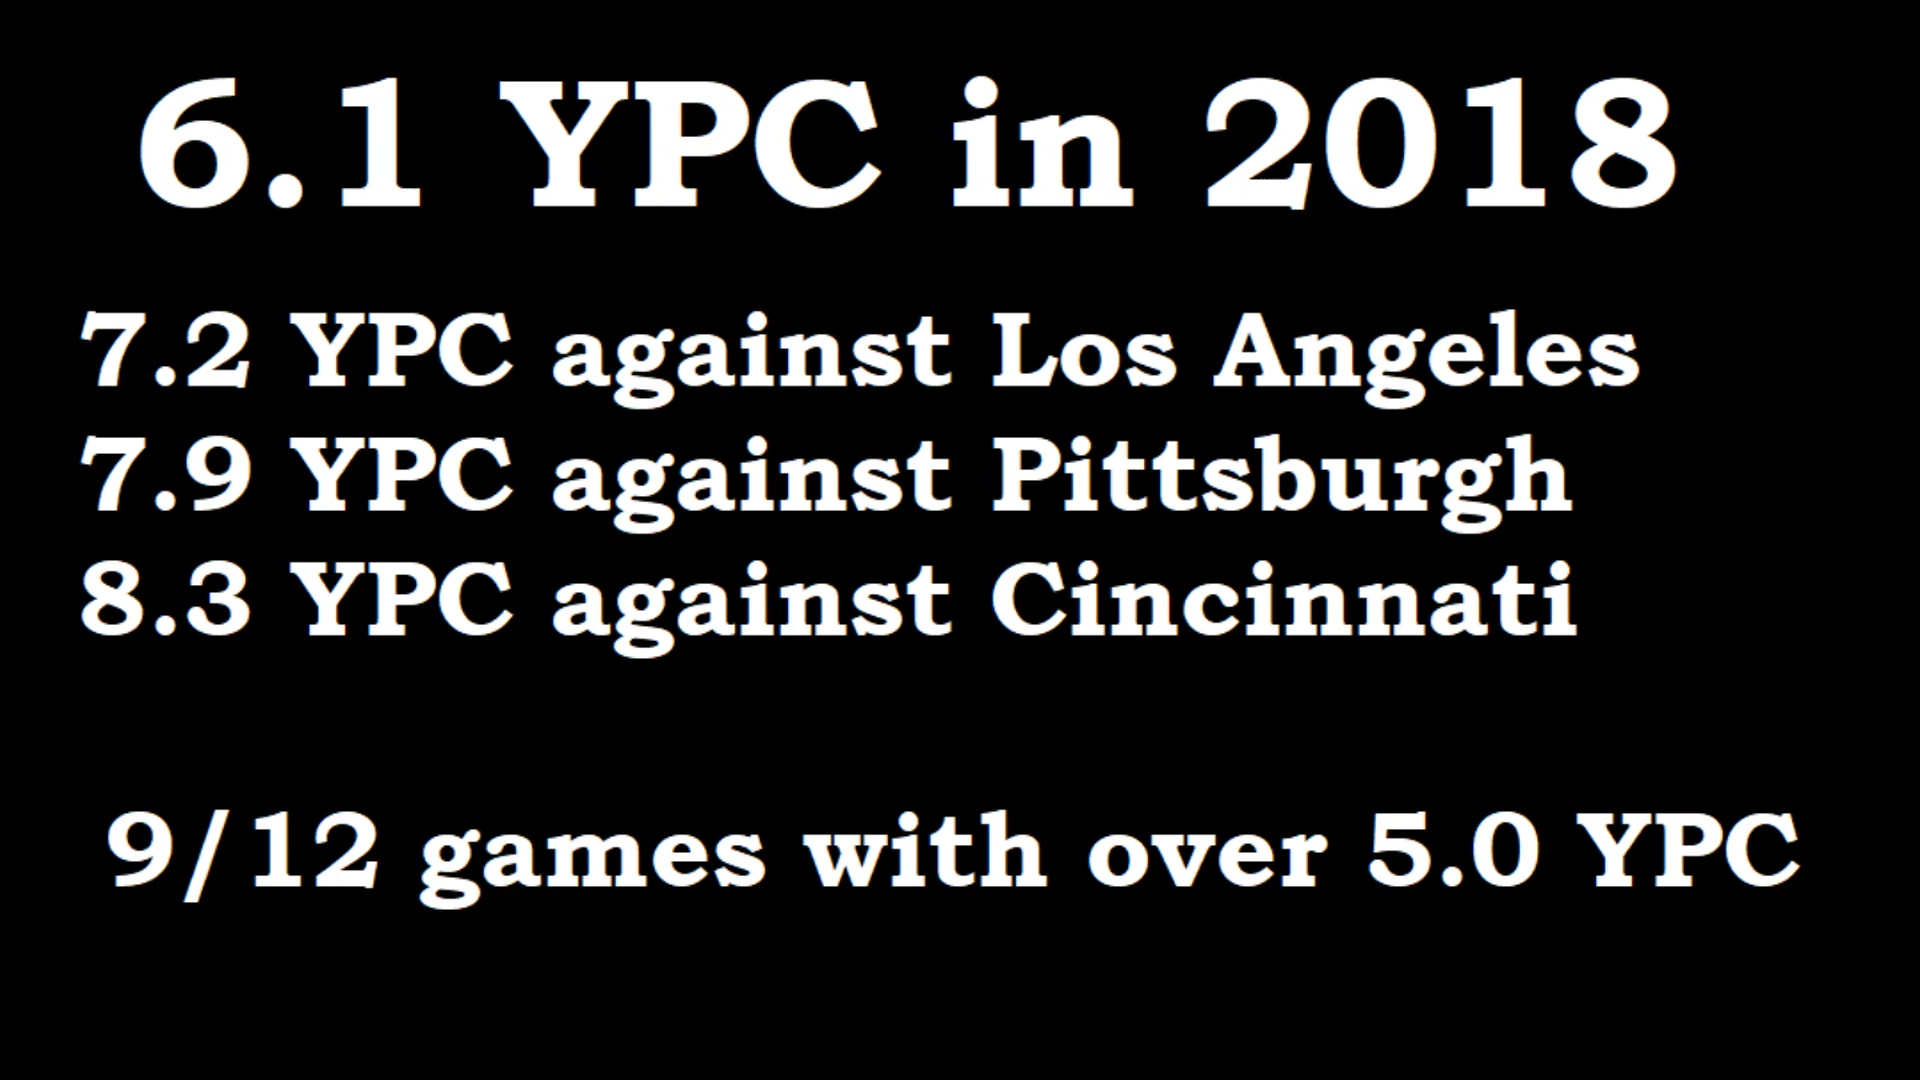 6.1 YPC in 2018
7.2 YPC against Los Angeles
7.9 YPC against Pittsburgh
8.3 YPC against Cincinnati
9/12 games with over 5.0 YPC